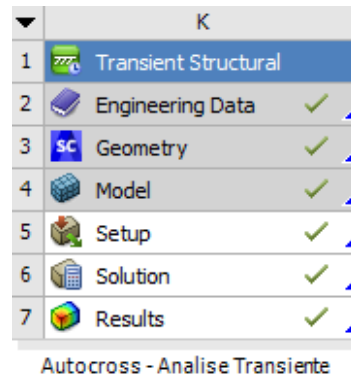 K
1 Transient Structural
2 Engineering Data
3 SC Geometry
4 Model
5 Setup
6 Solution
7 Results
Autocross - Analise Transiente